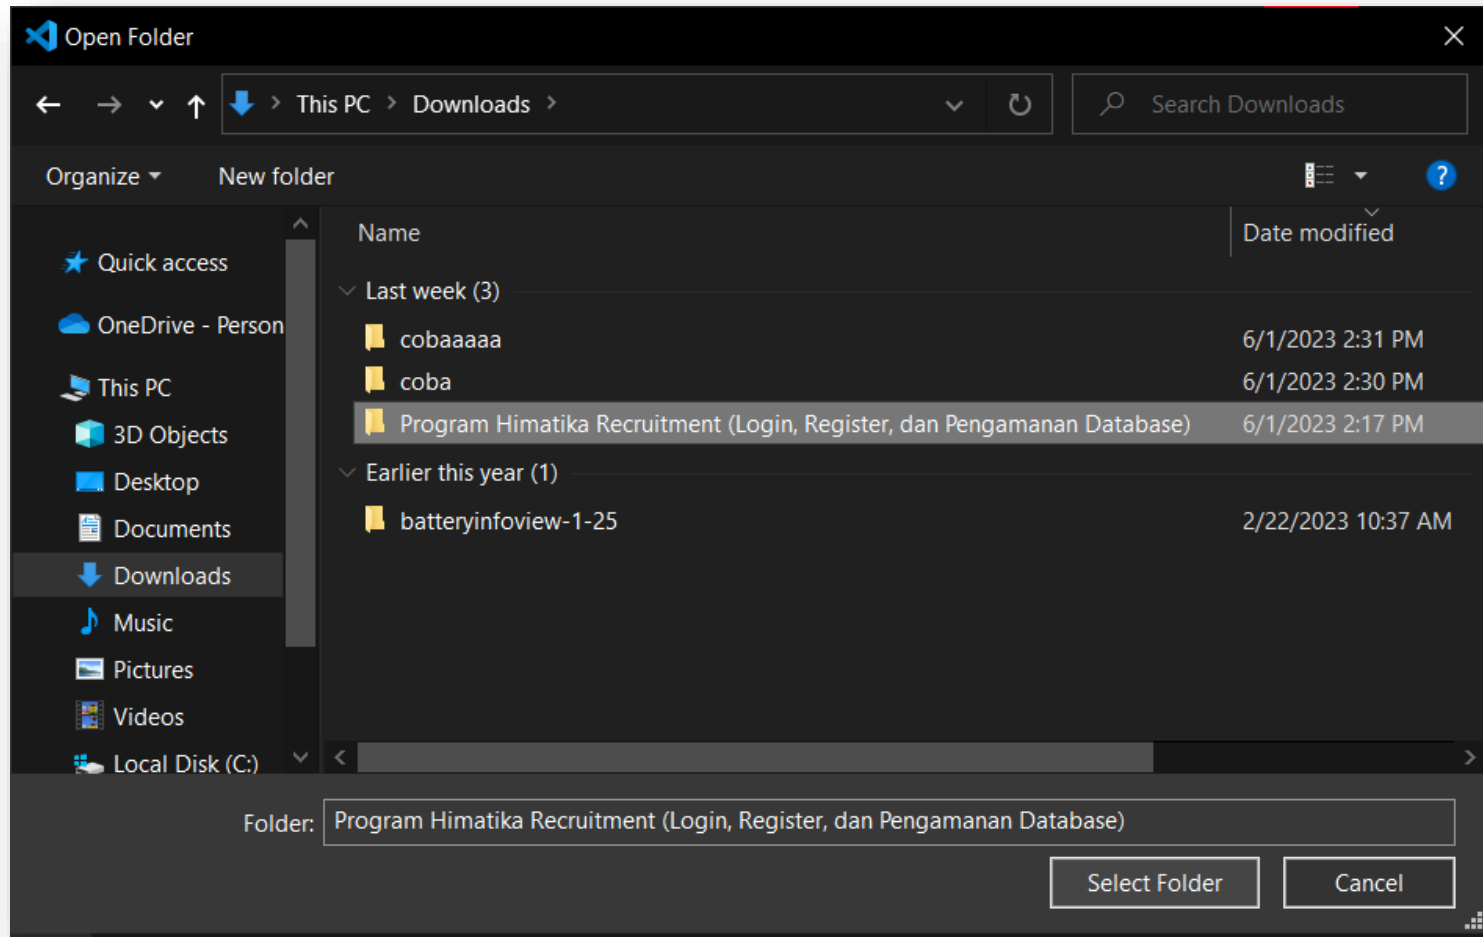 Open Folder
This PC > Downloads >
Search Downloads
Organize
New folder
?
Name
Date modified
Quick access
OneDrive - Person
This PC
3D Objects
Desktop
Documents
Downloads
Music
Pictures
Videos
Local Disk (C:)
Last week (3)
cobaaaaa 6/1/2023 2:31 PM
coba 6/1/2023 2:30 PM
Program Himatika Recruitment (Login, Register, dan Pengamanan Database) 6/1/2023 2:17 PM
Earlier this year (1)
batteryinfoview-1-25 2/22/2023 10:37 AM
Folder: Program Himatika Recruitment (Login, Register, dan Pengamanan Database)
Select Folder
Cancel